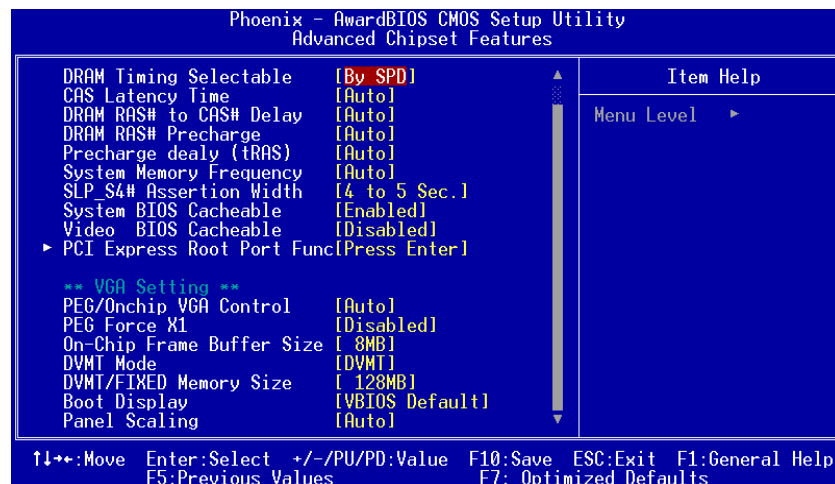 Phoenix - AwardBIOS CMOS Setup Utility
Advanced Chipset Features
DRAM Timing Selectable [By SPD]
CAS Latency Time [Auto]
DRAM RAS# to CAS# Delay [Auto]
DRAM RAS# Precharge [Auto]
Precharge dealy (tRAS) [Auto]
System Memory Frequency [Auto]
SLP_S4# Assertion Width [4 to 5 Sec.]
System BIOS Cacheable [Enabled]
Video BIOS Cacheable [Disabled]
► PCI Express Root Port Func[Press Enter]
** VGA Setting **
PEG/Onchip VGA Control [Auto]
PEG Force X1 [Disabled]
On-Chip Frame Buffer Size [ 8MB]
DVMT Mode [DVMT]
DVMT/FIXED Memory Size [ 128MB]
Boot Display [VBIOS Default]
Panel Scaling [Auto]
Item Help
Menu Level ►
↑↓→←:Move Enter:Select +/-/PU/PD:Value F10:Save ESC:Exit F1:General Help
F5:Previous Values F7: Optimized Defaults